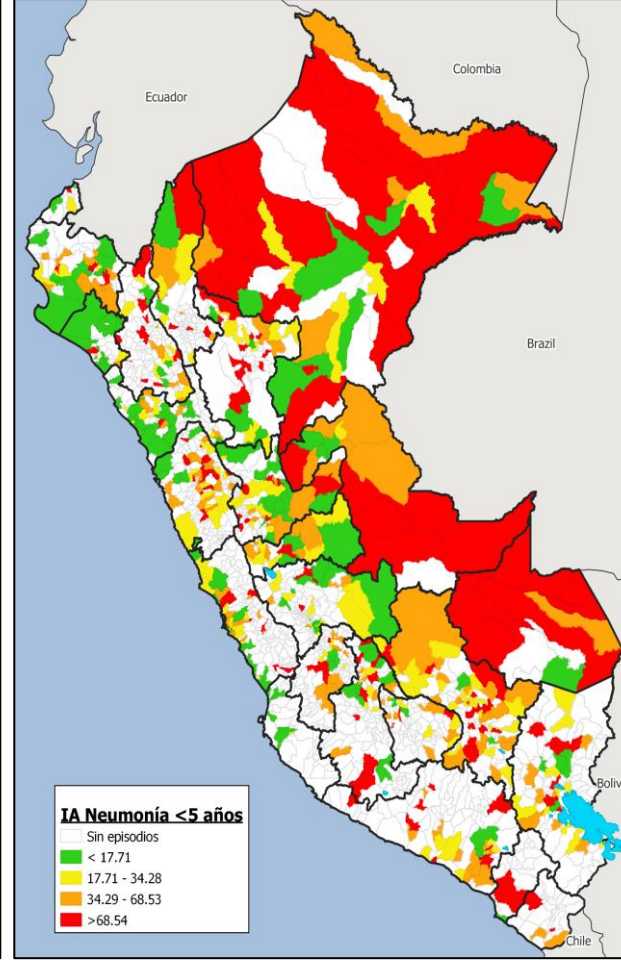 Colombia
Ecuador
Brazil
IA Neumonía <5 años
Sin episodios
< 17.71
17.71 - 34.28
34.29 - 68.53
>68.54
Boliv
Chile